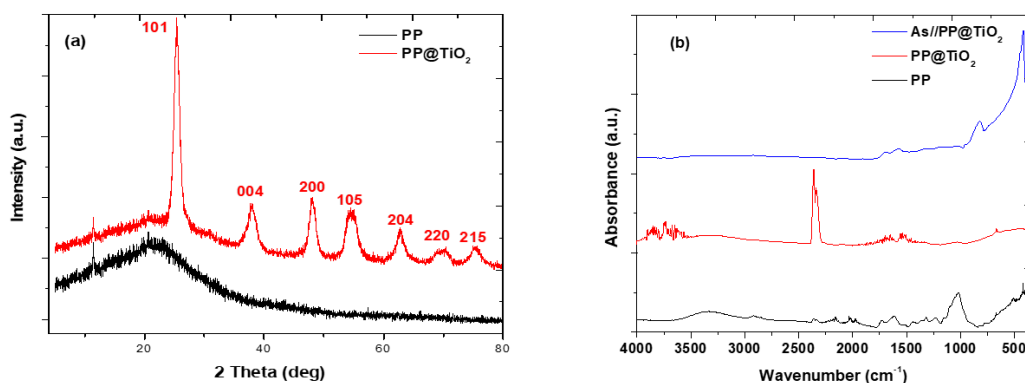 (a)
PP
PP@TiO₂
101
004
200
105
204
220
215
Intensity (a.u.)
20
40
60
80
2 Theta (deg)
(b)
As//PP@TiO₂
PP@TiO₂
PP
Absorbance (a.u.)
4000 3500 3000 2500 2000 1500 1000 500
Wavenumber (cm⁻¹)